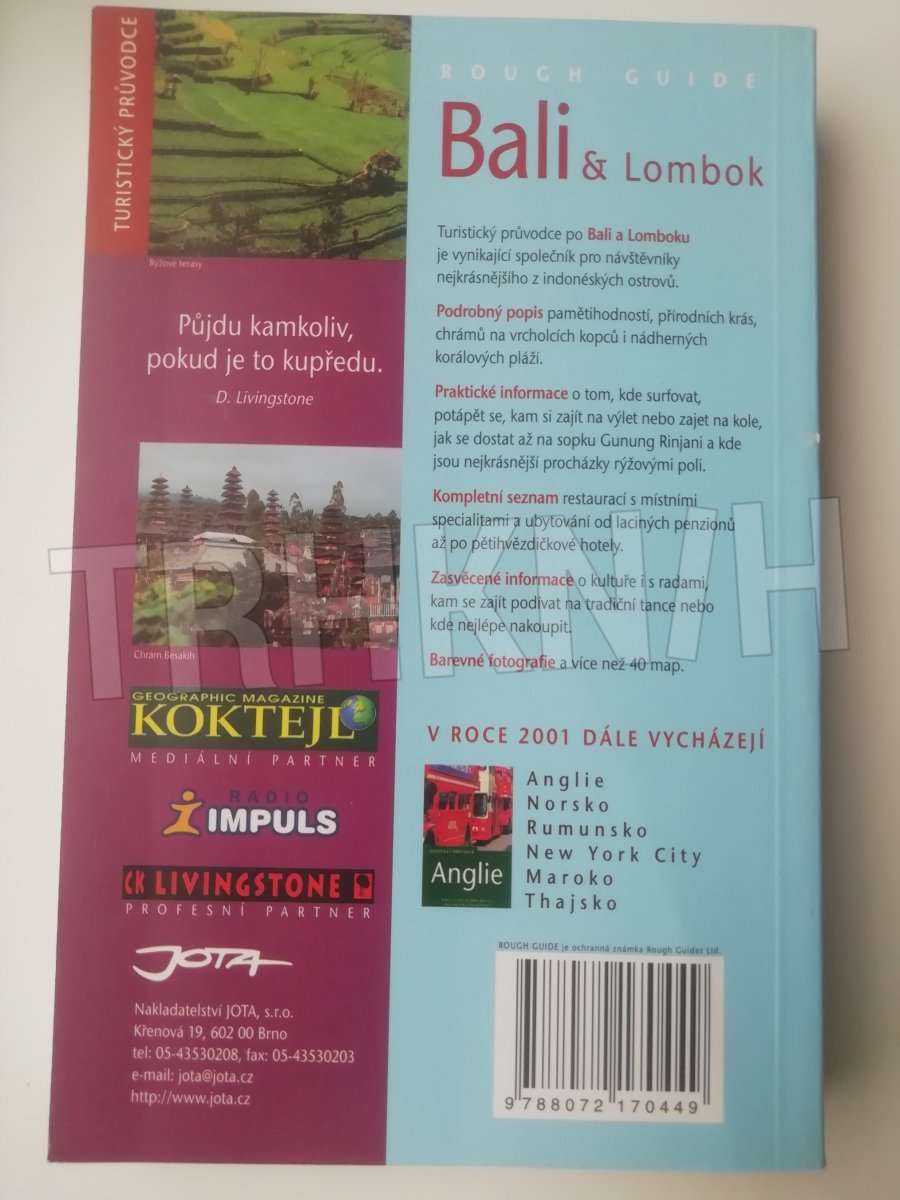 TURISTICKÝ PRŮVODCE
Rýžové terasy
Půjdu kamkoliv,
pokud je to kupředu.
D. Livingstone
Chrám Besakih
GEOGRAPHIC MAGAZINE
KOKTEJL
MEDIÁLNÍ PARTNER
RADIO
IMPULS
CK LIVINGSTONE
PROFESNÍ PARTNER
JOTA
Nakladatelství JOTA, s.r.o.
Křenová 19, 602 00 Brno
tel: 05-43530208, fax: 05-43530203
e-mail: jota@jota.cz
http://www.jota.cz
ROUGH GUIDE
Bali & Lombok
Turistický průvodce po Bali a Lomboku
je vynikající společník pro návštěvníky
nejkrásnějšího z indonéských ostrovů.
Podrobný popis pamětihodností, přírodních krás,
chrámů na vrcholcích kopců i nádherných
korálových pláží.
Praktické informace o tom, kde surfovat,
potápět se, kam si zajít na výlet nebo zajet na kole,
jak se dostat až na sopku Gunung Rinjani a kde
jsou nejkrásnější procházky rýžovými poli.
Kompletní seznam restaurací s místními
specialitami a ubytování od laciných penzionů
až po pětihvězdičkové hotely.
Zasvěcené informace o kultuře i s radami,
kam se zajít podívat na tradiční tance nebo
kde nejlépe nakoupit.
Barevné fotografie a více než 40 map.
TRHKNIH
V ROCE 2001 DÁLE VYCHÁZEJÍ
Anglie
Anglie
Norsko
Rumunsko
New York City
Maroko
Thajsko
ROUGH GUIDE je ochranná známka Rough Guides Ltd.
9 788072 170449